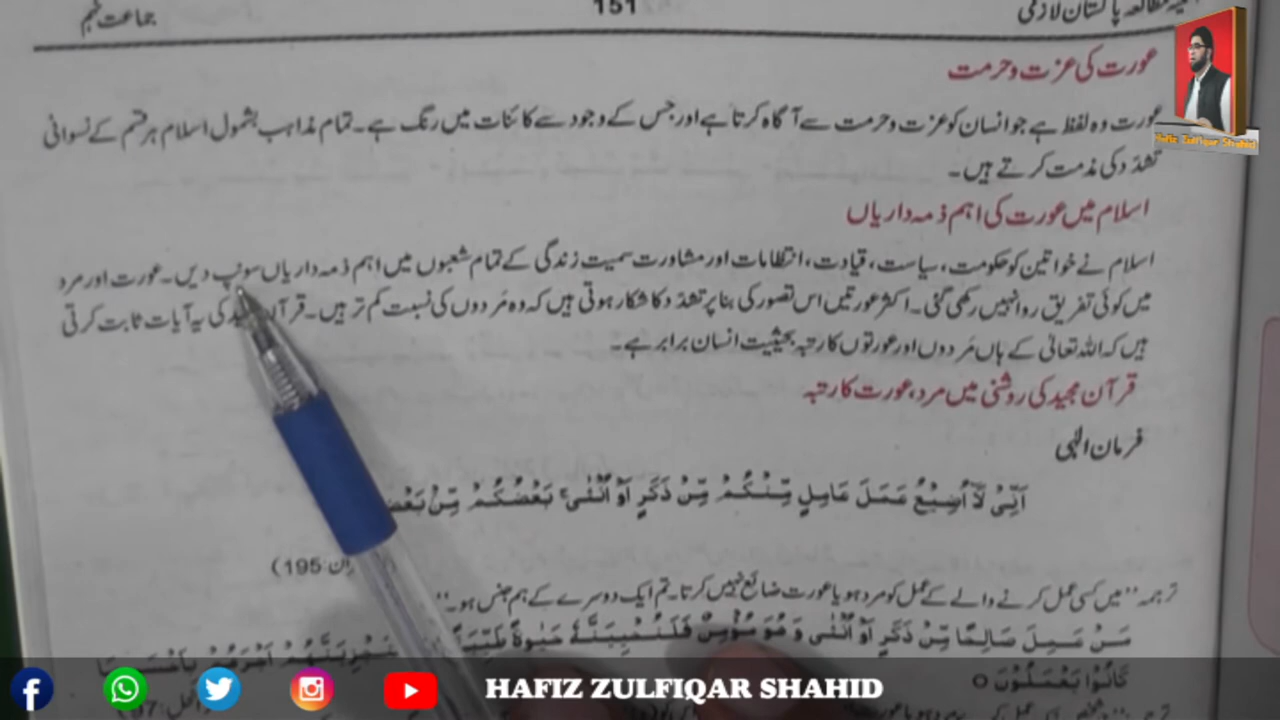 مطالعہ پاکستان لازمی 151 جماعت نہم
عورت کی عزت و حرمت
عورت وہ لفظ ہے جو انسان کو عزت و حرمت سے آگاہ کرتا ہے اور جس کے وجود سے کائنات میں رنگ ہے۔ تمام مذاہب بشمول اسلام ہر قسم کے نسوانی
تشدّد کی مذمت کرتے ہیں۔
اسلام میں عورت کی اہم ذمہ داریاں
اسلام نے خواتین کو حکومت، سیاست، قیادت، انتظامات اور مشاورت سمیت زندگی کے تمام شعبوں میں اہم ذمہ داریاں سونپ دیں۔ عورت اور مرد
میں کوئی تفریق روا نہیں رکھی گئی۔ اکثر عورتیں اس تصور کی بنا پر تشدّد کا شکار ہوتی ہیں کہ وہ مَردوں کی نسبت کم تر ہیں۔ قرآن کی یہ آیات ثابت کرتی
ہیں کہ اللہ تعالیٰ کے ہاں مَردوں اور عورتوں کا رتبہ بحیثیت انسان برابر ہے۔
قرآن مجید کی روشنی میں مرد، عورت کا رتبہ
فرمان الٰہی
اَنِّیْ لَآ اُضِیْعُ عَمَلَ عَامِلٍ مِّنْکُمْ مِّنْ ذَکَرٍ اَوْ اُنْثٰی ۚ بَعْضُکُمْ مِّنْ
195)
ترجمہ ''میں کسی عمل کرنے والے کے عمل کو مرد ہو یا عورت ضائع نہیں کرتا۔ تم ایک دوسرے کے ہم جنس ہو۔''
مَنْ عَمِلَ صَالِحًا مِّنْ ذَکَرٍ اَوْ اُنْثٰی وَ هُوَ مُؤْمِنٌ فَلَنُحْیِیَنَّهٗ حَیٰوةً طَیِّبَةً
کَانُوْا یَعْمَلُوْنَ ○
Hafiz Zulfiqar Shahid
HAFIZ ZULFIQAR SHAHID